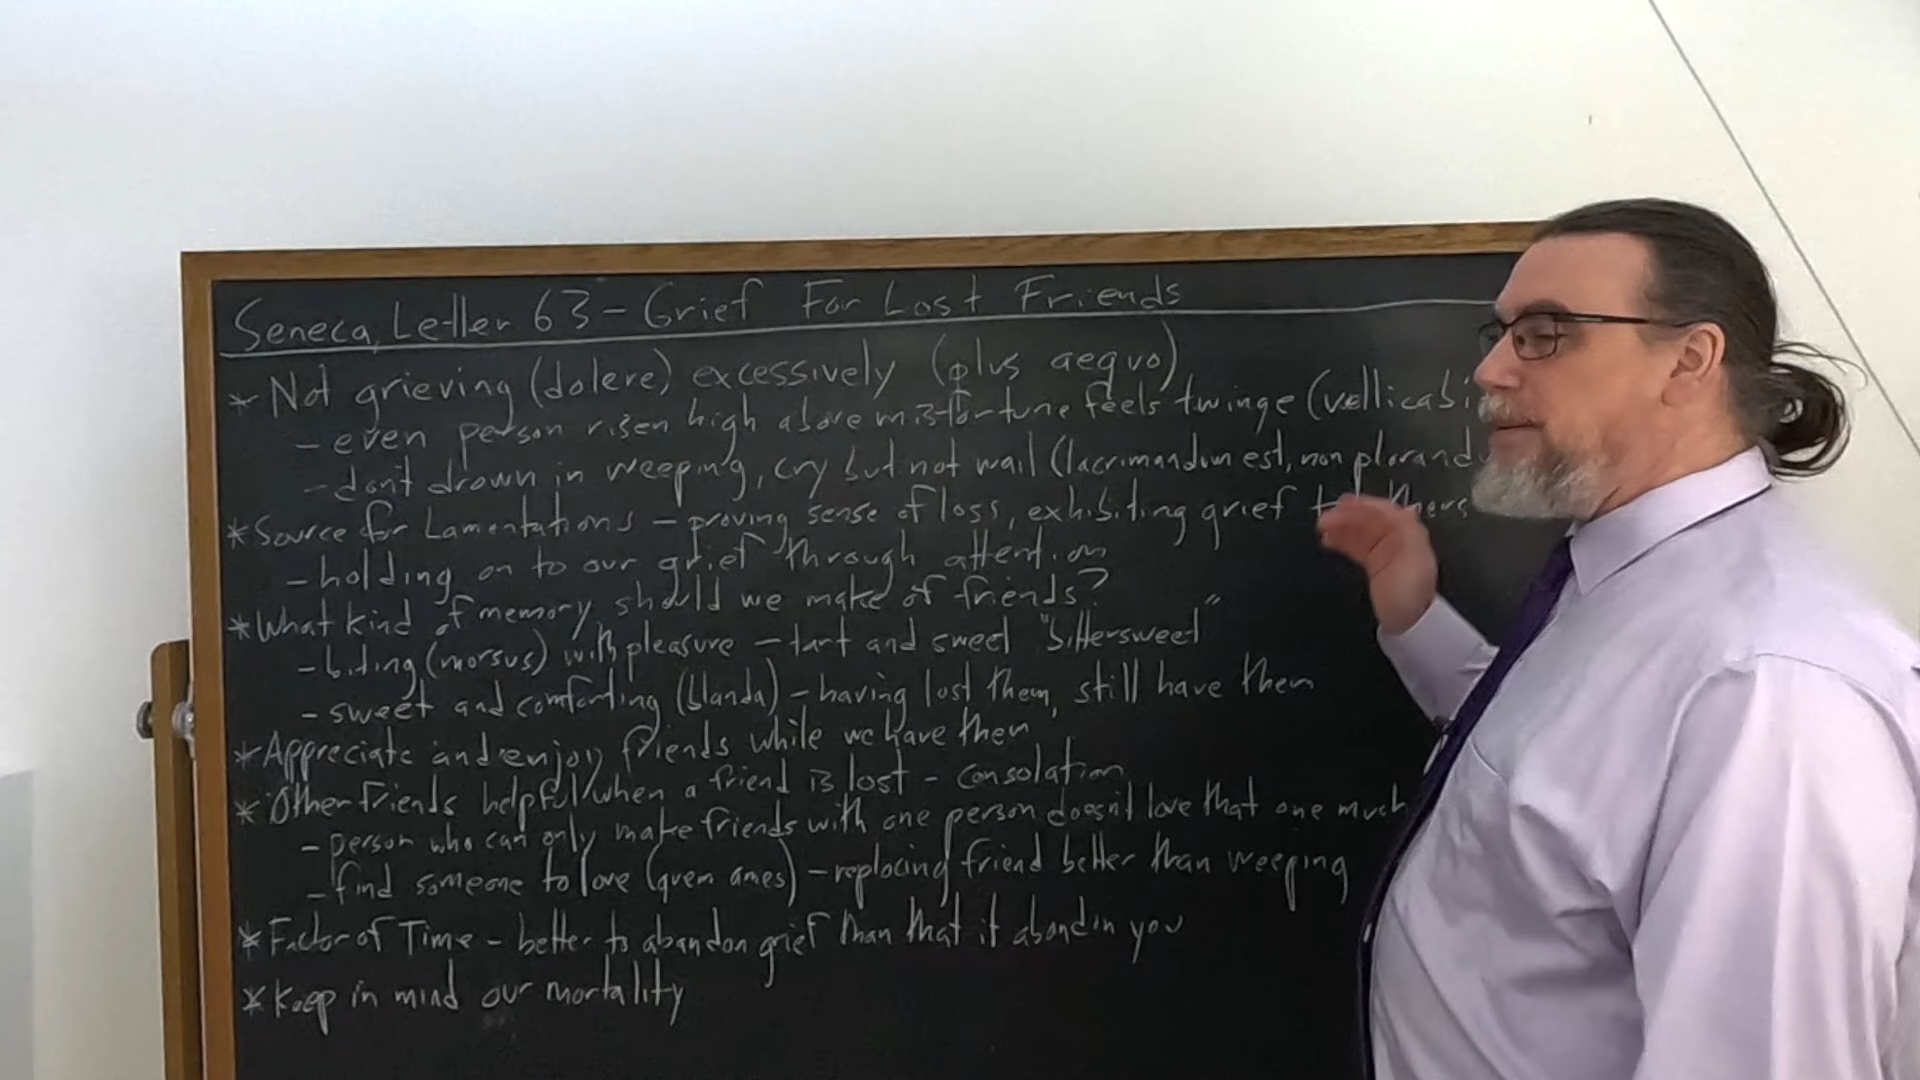 Seneca, Letter 63 – Grief For Lost Friends
* Not grieving (dolere) excessively (plus aequo)
- even person risen high above misfortune feels twinge (vellicabi
- don't drown in weeping, cry but not wail (lacrimandum est, non plorand
* Source for Lamentations – proving sense of loss, exhibiting grief to others
- holding on to our grief through attention
* What kind of memory should we make of friends?
- biting (morsus) with pleasure – tart and sweet "bittersweet"
- sweet and comforting (blanda) – having lost them, still have them
* Appreciate and enjoy friends while we have them
* Other friends helpful when a friend is lost – consolation
- person who can only make friends with one person doesn't love that one much
- find someone to love (quem ames) – replacing friend better than weeping
* Factor of Time – better to abandon grief than that it abandon you
* Keep in mind our mortality